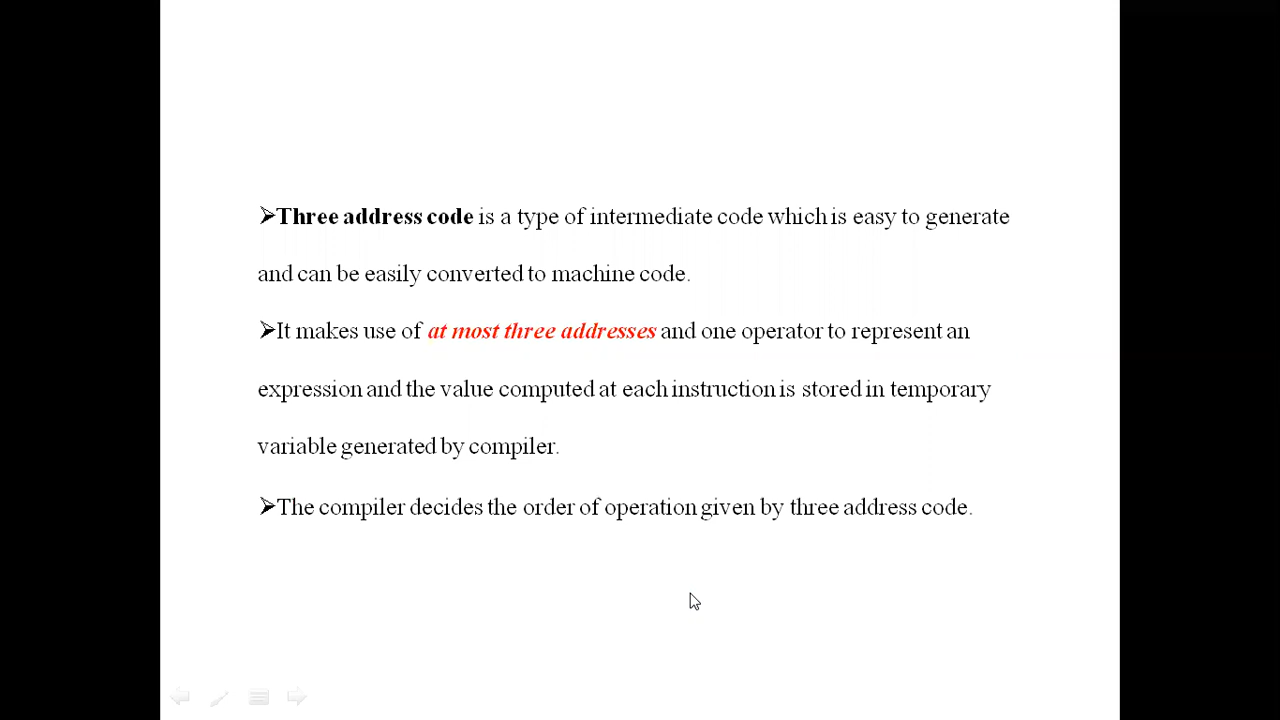 ➢Three address code is a type of intermediate code which is easy to generate
and can be easily converted to machine code.
➢It makes use of at most three addresses and one operator to represent an
expression and the value computed at each instruction is stored in temporary
variable generated by compiler.
➢The compiler decides the order of operation given by three address code.